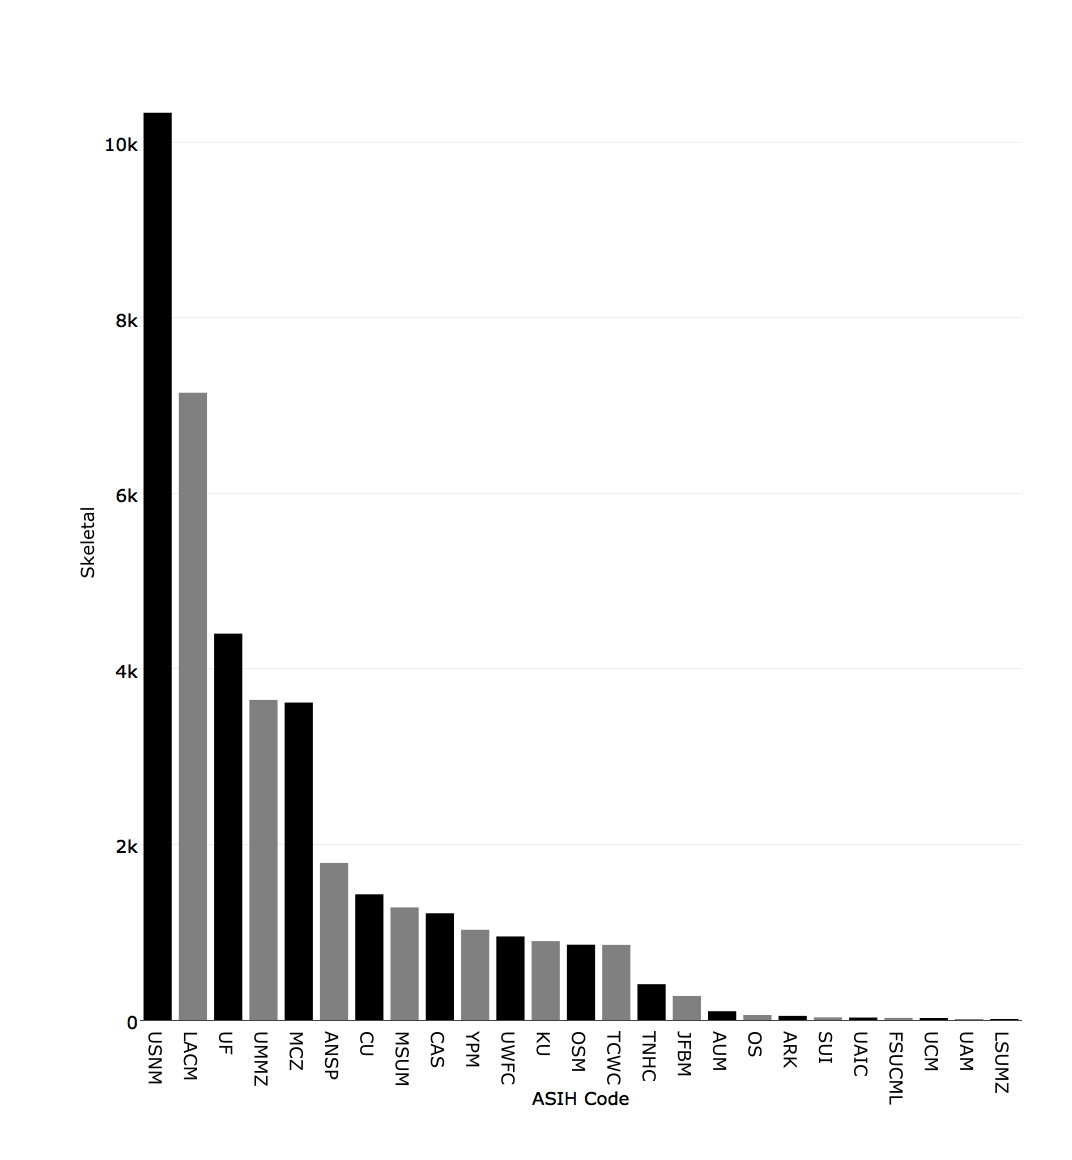 10k
8k
6k
4k
2k
0
Skeletal
USNM
LACM
UF
UMMZ
MCZ
ANSP
CU
MSUM
CAS
YPM
UWFC
KU
OSM
TCWC
TNHC
JFBM
AUM
OS
ARK
SUI
UAIC
FSUCML
UCM
UAM
LSUMZ
ASIH Code